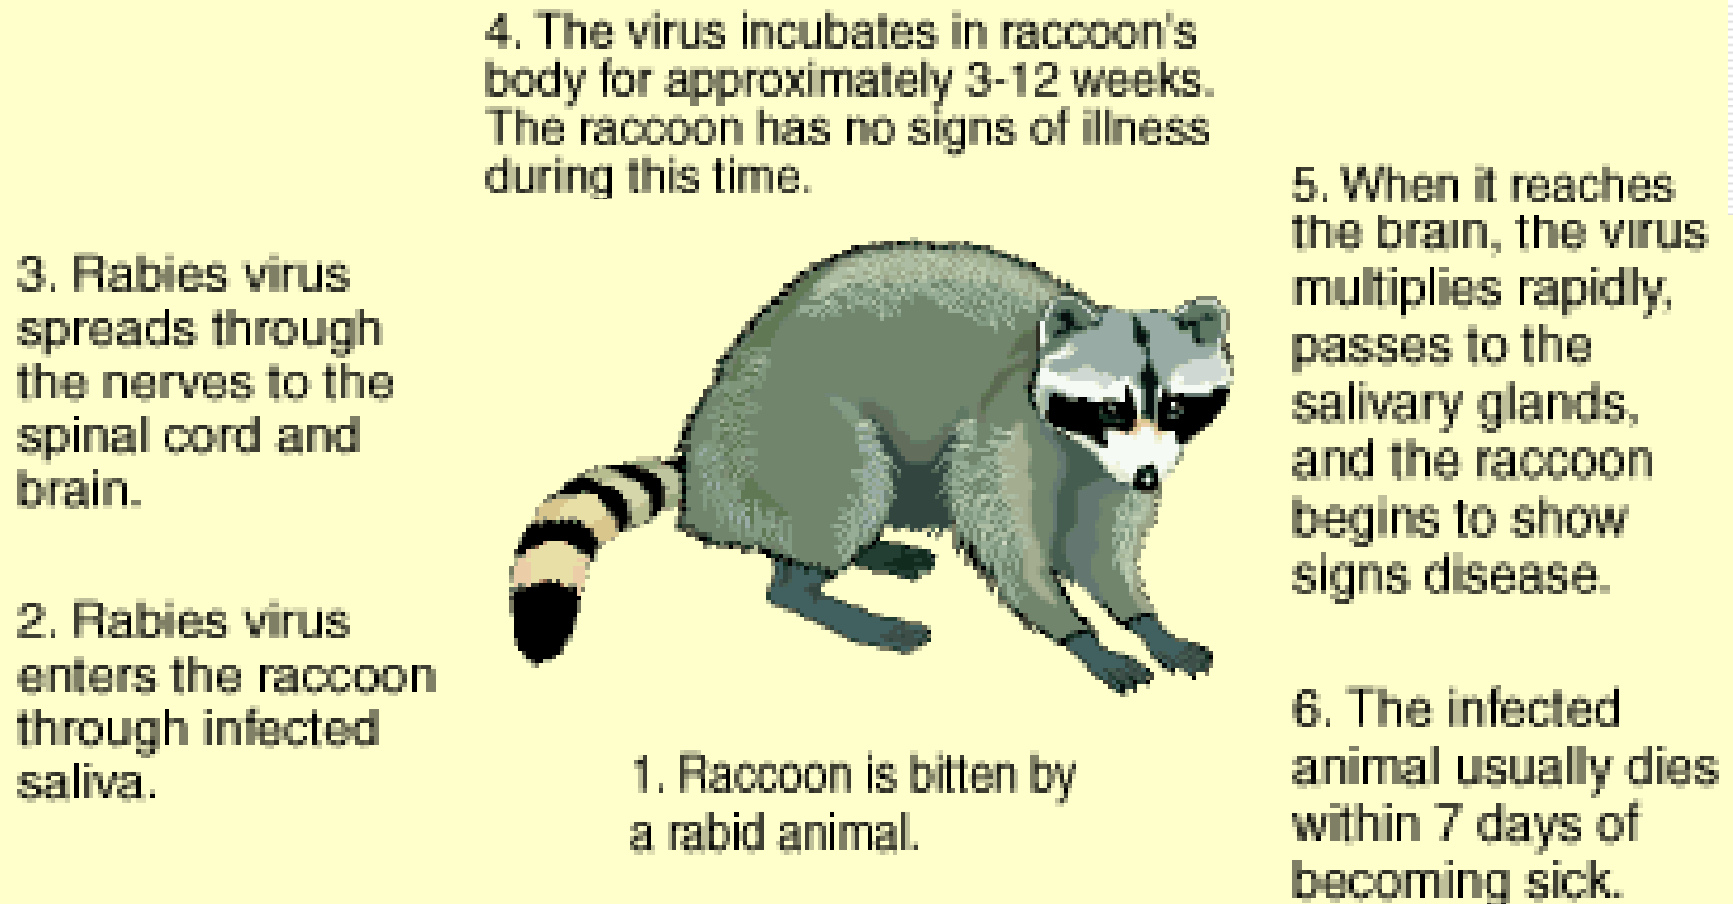 4. The virus incubates in raccoon's
body for approximately 3-12 weeks.
The raccoon has no signs of illness
during this time.
5. When it reaches
the brain, the virus
multiplies rapidly,
passes to the
salivary glands,
and the raccoon
begins to show
signs disease.
3. Rabies virus
spreads through
the nerves to the
spinal cord and
brain.
2. Rabies virus
enters the raccoon
through infected
saliva.
1. Raccoon is bitten by
a rabid animal.
6. The infected
animal usually dies
within 7 days of
becoming sick.